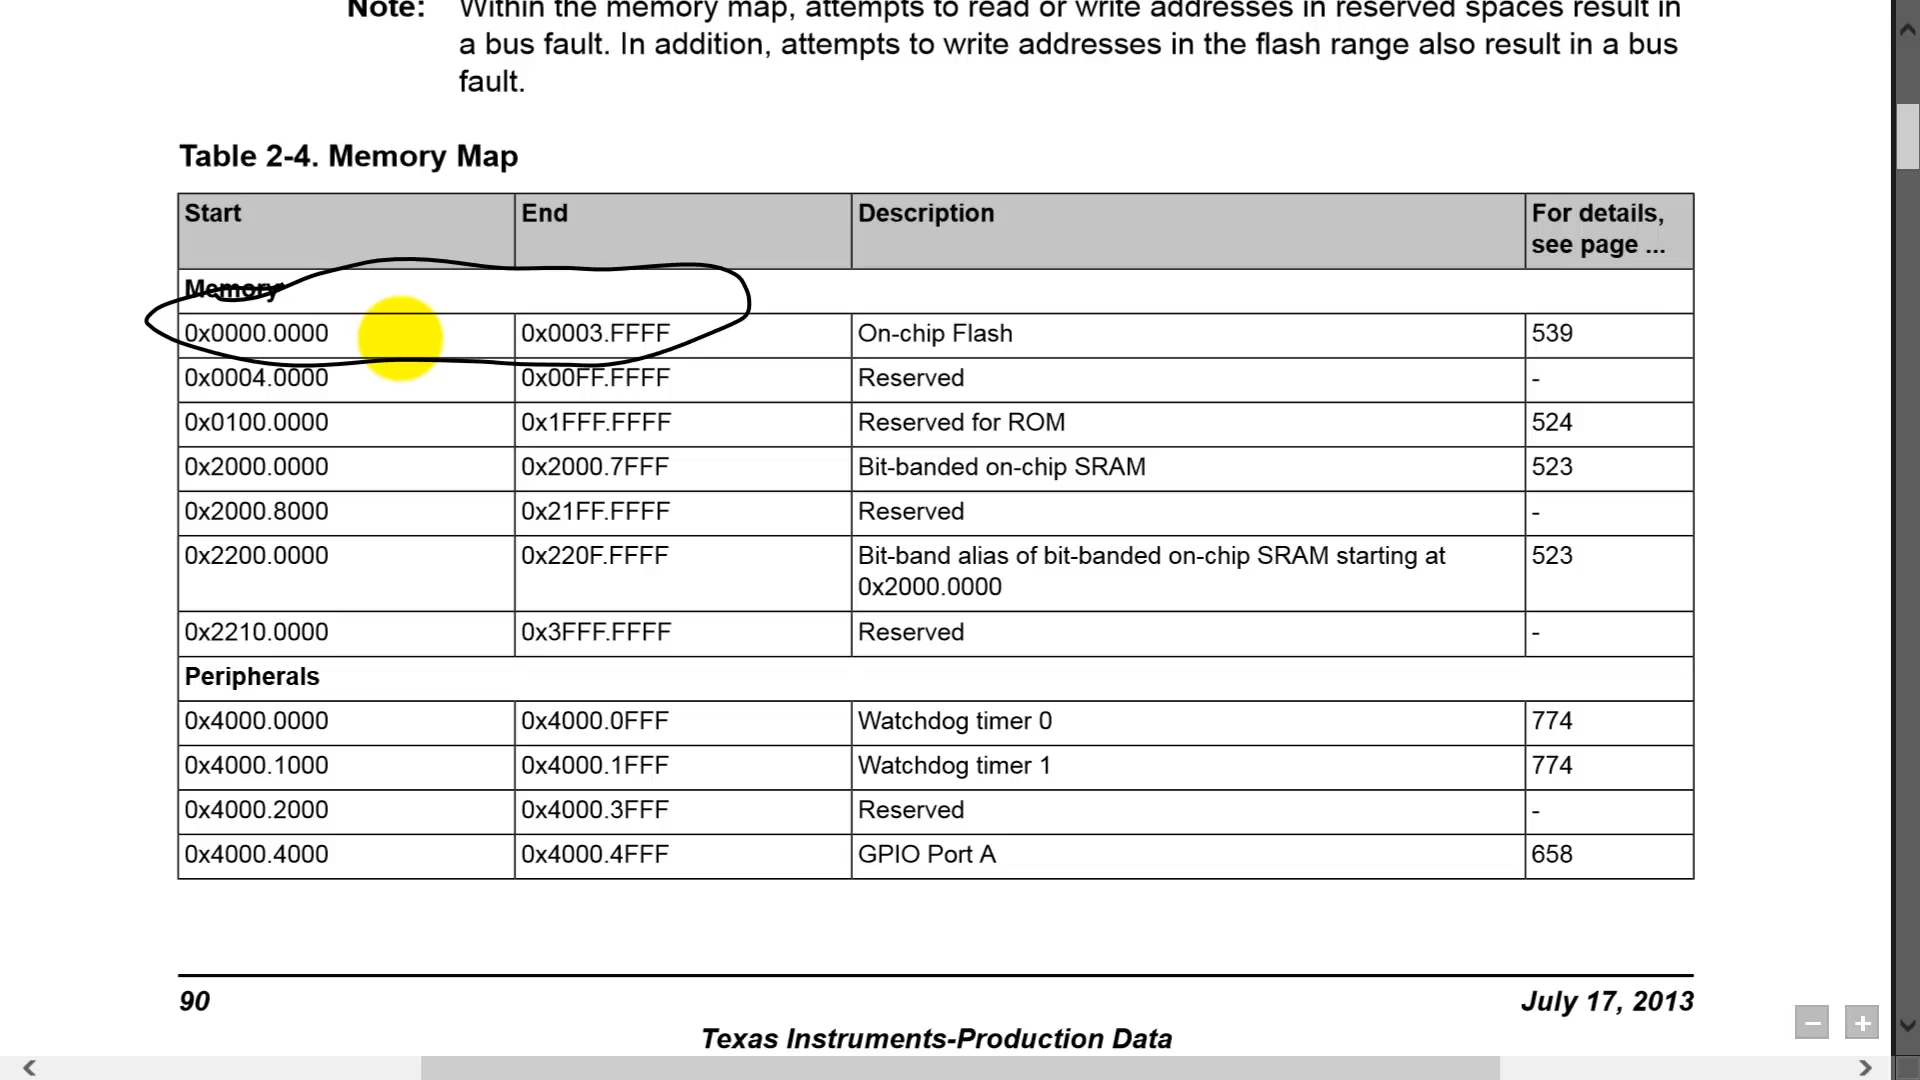 Note: Within the memory map, attempts to read or write addresses in reserved spaces result in
a bus fault. In addition, attempts to write addresses in the flash range also result in a bus
fault.
Table 2-4. Memory Map
Start End Description For details,
see page ...
Memory
0x0000.0000 0x0003.FFFF On-chip Flash 539
0x0004.0000 0x00FF.FFFF Reserved -
0x0100.0000 0x1FFF.FFFF Reserved for ROM 524
0x2000.0000 0x2000.7FFF Bit-banded on-chip SRAM 523
0x2000.8000 0x21FF.FFFF Reserved -
0x2200.0000 0x220F.FFFF Bit-band alias of bit-banded on-chip SRAM starting at 523
0x2000.0000
0x2210.0000 0x3FFF.FFFF Reserved -
Peripherals
0x4000.0000 0x4000.0FFF Watchdog timer 0 774
0x4000.1000 0x4000.1FFF Watchdog timer 1 774
0x4000.2000 0x4000.3FFF Reserved -
0x4000.4000 0x4000.4FFF GPIO Port A 658
90 July 17, 2013
Texas Instruments-Production Data